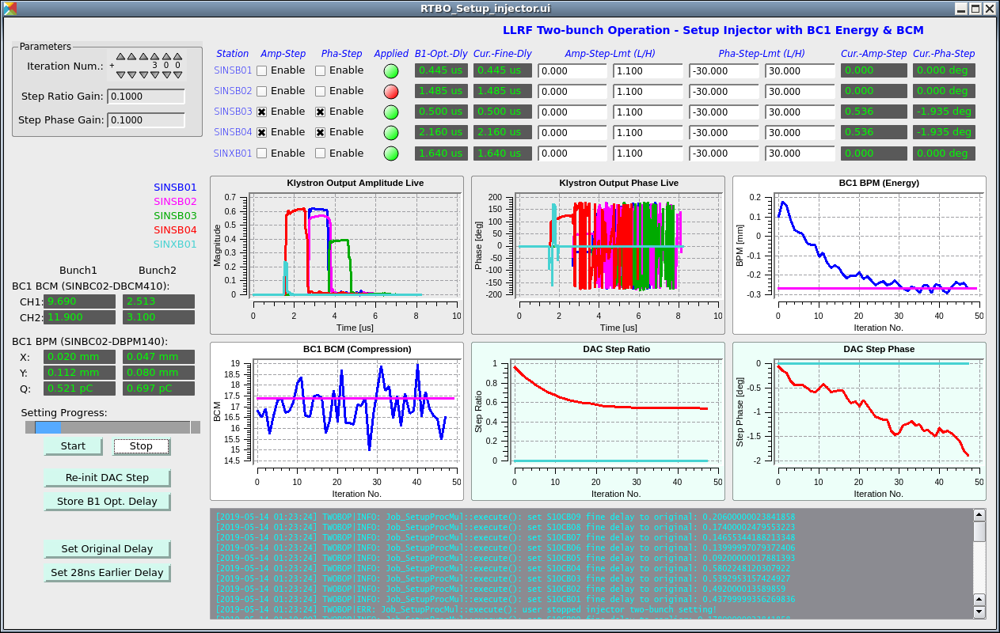 RTBO_Setup_injector.ui
LLRF Two-bunch Operation - Setup Injector with BC1 Energy & BCM
Parameters
Iteration Num.: + 3 0 0
Step Ratio Gain: 0.1000
Step Phase Gain: 0.1000
Station Amp-Step Pha-Step Applied B1-Opt.-Dly Cur.-Fine-Dly Amp-Step-Lmt (L/H) Pha-Step-Lmt (L/H) Cur.-Amp-Step Cur.-Pha-Step
SINSB01 Enable Enable 0.445 us 0.445 us 0.000 1.100 -30.000 30.000 0.000 0.000 deg
SINSB02 Enable Enable 1.485 us 1.485 us 0.000 1.100 -30.000 30.000 0.000 0.000 deg
SINSB03 Enable Enable 0.500 us 0.500 us 0.000 1.100 -30.000 30.000 0.536 -1.935 deg
SINSB04 Enable Enable 2.160 us 2.160 us 0.000 1.100 -30.000 30.000 0.536 -1.935 deg
SINXB01 Enable Enable 1.640 us 1.640 us 0.000 1.100 -30.000 30.000 0.000 0.000 deg
SINSB01
SINSB02
SINSB03
SINSB04
SINXB01
Bunch1 Bunch2
BC1 BCM (SINBC02-DBCM410):
CH1: 9.690 2.513
CH2: 11.900 3.100
BC1 BPM (SINBC02-DBPM140):
X: 0.020 mm 0.047 mm
Y: 0.112 mm 0.080 mm
Q: 0.521 pC 0.697 pC
Setting Progress:
Start Stop
Re-init DAC Step
Store B1 Opt. Delay
Set Original Delay
Set 28ns Earlier Delay
Klystron Output Amplitude Live
Magnitude
0.7
0.6
0.5
0.4
0.3
0.2
0.1
0
0 2 4 6 8 10
Time [us]
Klystron Output Phase Live
Phase [deg]
200
150
100
50
0
-50
-100
-150
-200
0 2 4 6 8 10
Time [us]
BC1 BPM (Energy)
BPM [mm]
0.2
0.1
0
-0.1
-0.2
-0.3
0 10 20 30 40 50
Iteration No.
BC1 BCM (Compression)
BCM
19
18.5
18
17.5
17
16.5
16
15.5
15
14.5
0 10 20 30 40 50
Iteration No.
DAC Step Ratio
Step Ratio
1
0.8
0.6
0.4
0.2
0
0 10 20 30 40 50
Iteration No.
DAC Step Phase
Step Phase [deg]
0
-0.5
-1
-1.5
-2
0 10 20 30 40 50
Iteration No.
[2019-05-14 01:23:24] TWOBOP|INFO: Job_SetupProcMul::execute(): set S10CB09 fine delay to original: 0.20600000023841858
[2019-05-14 01:23:24] TWOBOP|INFO: Job_SetupProcMul::execute(): set S10CB08 fine delay to original: 0.17400002479553223
[2019-05-14 01:23:24] TWOBOP|INFO: Job_SetupProcMul::execute(): set S10CB07 fine delay to original: 0.14655344188213348
[2019-05-14 01:23:24] TWOBOP|INFO: Job_SetupProcMul::execute(): set S10CB06 fine delay to original: 0.13999997079372406
[2019-05-14 01:23:24] TWOBOP|INFO: Job_SetupProcMul::execute(): set S10CB05 fine delay to original: 0.09200000017881393
[2019-05-14 01:23:24] TWOBOP|INFO: Job_SetupProcMul::execute(): set S10CB04 fine delay to original: 0.5802248120307922
[2019-05-14 01:23:24] TWOBOP|INFO: Job_SetupProcMul::execute(): set S10CB03 fine delay to original: 0.5392953157424927
[2019-05-14 01:23:24] TWOBOP|INFO: Job_SetupProcMul::execute(): set S10CB02 fine delay to original: 0.492000013589859
[2019-05-14 01:23:24] TWOBOP|INFO: Job_SetupProcMul::execute(): set S10CB01 fine delay to original: 0.43799999356269836
[2019-05-14 01:23:24] TWOBOP|ERR: Job_SetupProcMul::execute(): user stopped injector two-bunch setting!